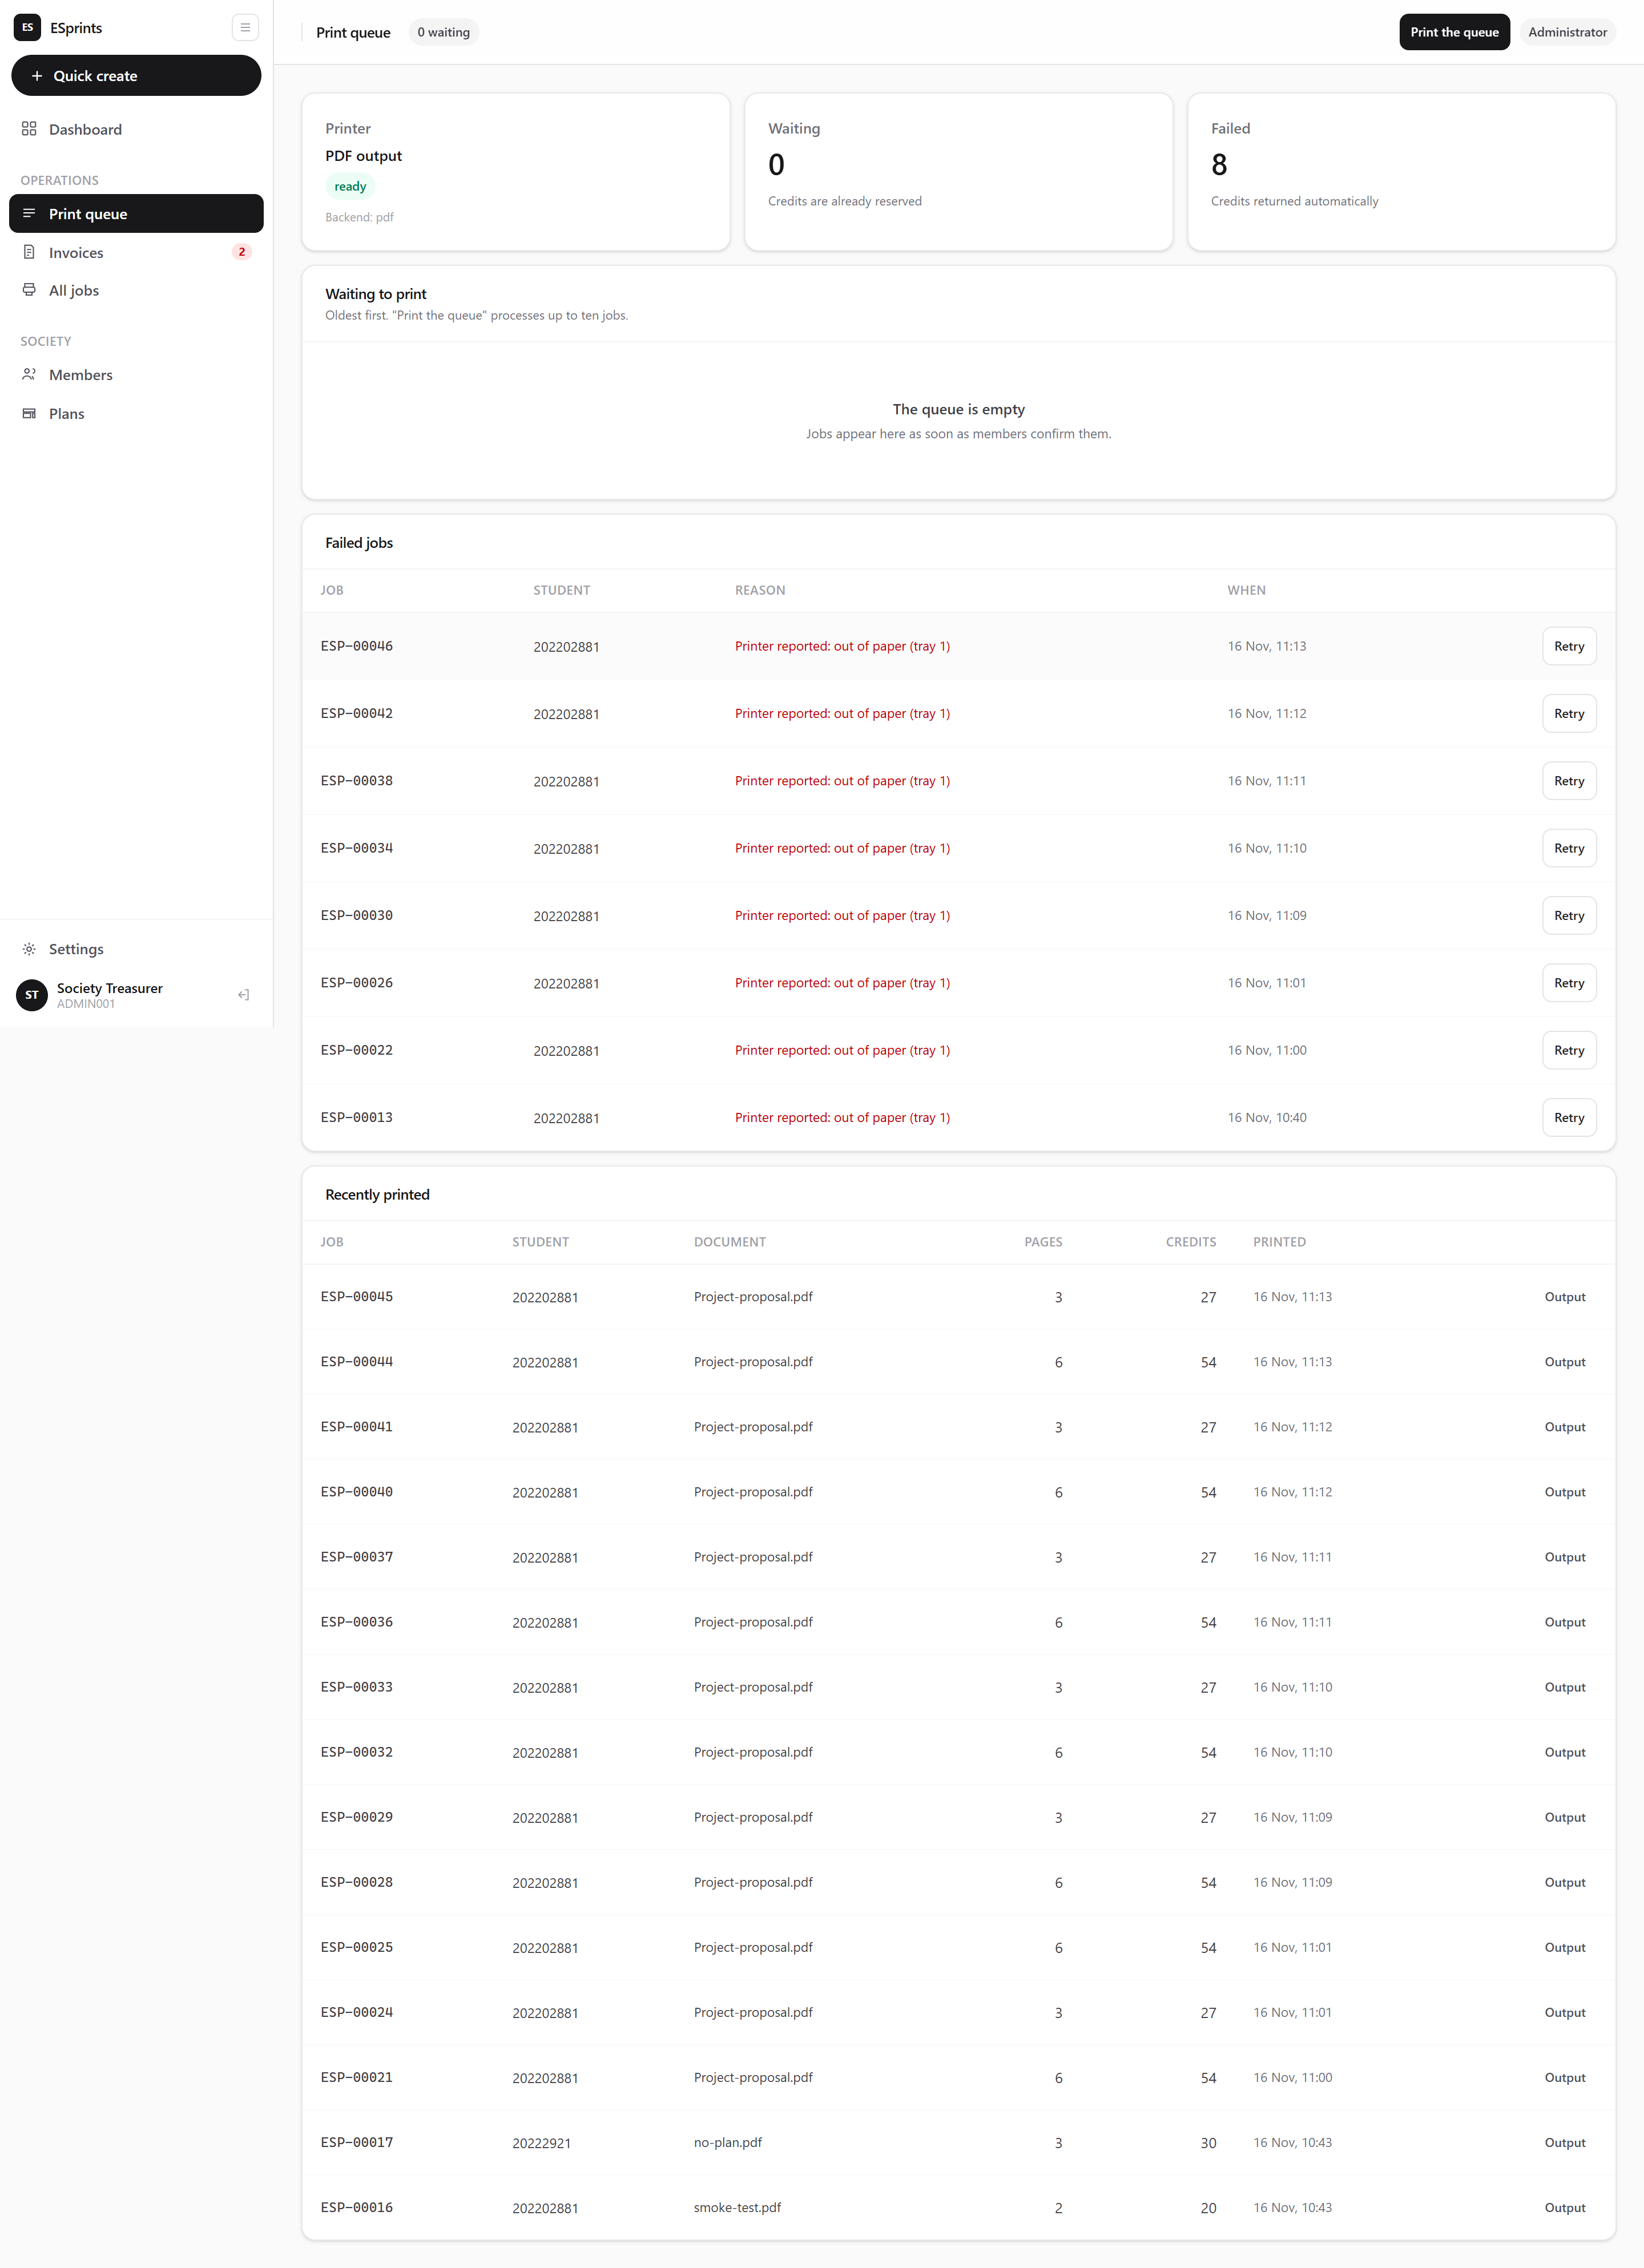 ES ESprints
+ Quick create
Dashboard
OPERATIONS
Print queue
Invoices 2
All jobs
SOCIETY
Members
Plans
Settings
ST Society Treasurer
ADMIN001
Print queue 0 waiting Print the queue Administrator
Printer
PDF output
ready
Backend: pdf
Waiting
0
Credits are already reserved
Failed
8
Credits returned automatically
Waiting to print
Oldest first. "Print the queue" processes up to ten jobs.
The queue is empty
Jobs appear here as soon as members confirm them.
Failed jobs
JOB STUDENT REASON WHEN
ESP-00046 202202881 Printer reported: out of paper (tray 1) 16 Nov, 11:13 Retry
ESP-00042 202202881 Printer reported: out of paper (tray 1) 16 Nov, 11:12 Retry
ESP-00038 202202881 Printer reported: out of paper (tray 1) 16 Nov, 11:11 Retry
ESP-00034 202202881 Printer reported: out of paper (tray 1) 16 Nov, 11:10 Retry
ESP-00030 202202881 Printer reported: out of paper (tray 1) 16 Nov, 11:09 Retry
ESP-00026 202202881 Printer reported: out of paper (tray 1) 16 Nov, 11:01 Retry
ESP-00022 202202881 Printer reported: out of paper (tray 1) 16 Nov, 11:00 Retry
ESP-00013 202202881 Printer reported: out of paper (tray 1) 16 Nov, 10:40 Retry
Recently printed
JOB STUDENT DOCUMENT PAGES CREDITS PRINTED
ESP-00045 202202881 Project-proposal.pdf 3 27 16 Nov, 11:13 Output
ESP-00044 202202881 Project-proposal.pdf 6 54 16 Nov, 11:13 Output
ESP-00041 202202881 Project-proposal.pdf 3 27 16 Nov, 11:12 Output
ESP-00040 202202881 Project-proposal.pdf 6 54 16 Nov, 11:12 Output
ESP-00037 202202881 Project-proposal.pdf 3 27 16 Nov, 11:11 Output
ESP-00036 202202881 Project-proposal.pdf 6 54 16 Nov, 11:11 Output
ESP-00033 202202881 Project-proposal.pdf 3 27 16 Nov, 11:10 Output
ESP-00032 202202881 Project-proposal.pdf 6 54 16 Nov, 11:10 Output
ESP-00029 202202881 Project-proposal.pdf 3 27 16 Nov, 11:09 Output
ESP-00028 202202881 Project-proposal.pdf 6 54 16 Nov, 11:09 Output
ESP-00025 202202881 Project-proposal.pdf 6 54 16 Nov, 11:01 Output
ESP-00024 202202881 Project-proposal.pdf 3 27 16 Nov, 11:01 Output
ESP-00021 202202881 Project-proposal.pdf 6 54 16 Nov, 11:00 Output
ESP-00017 20222921 no-plan.pdf 3 30 16 Nov, 10:43 Output
ESP-00016 202202881 smoke-test.pdf 2 20 16 Nov, 10:43 Output